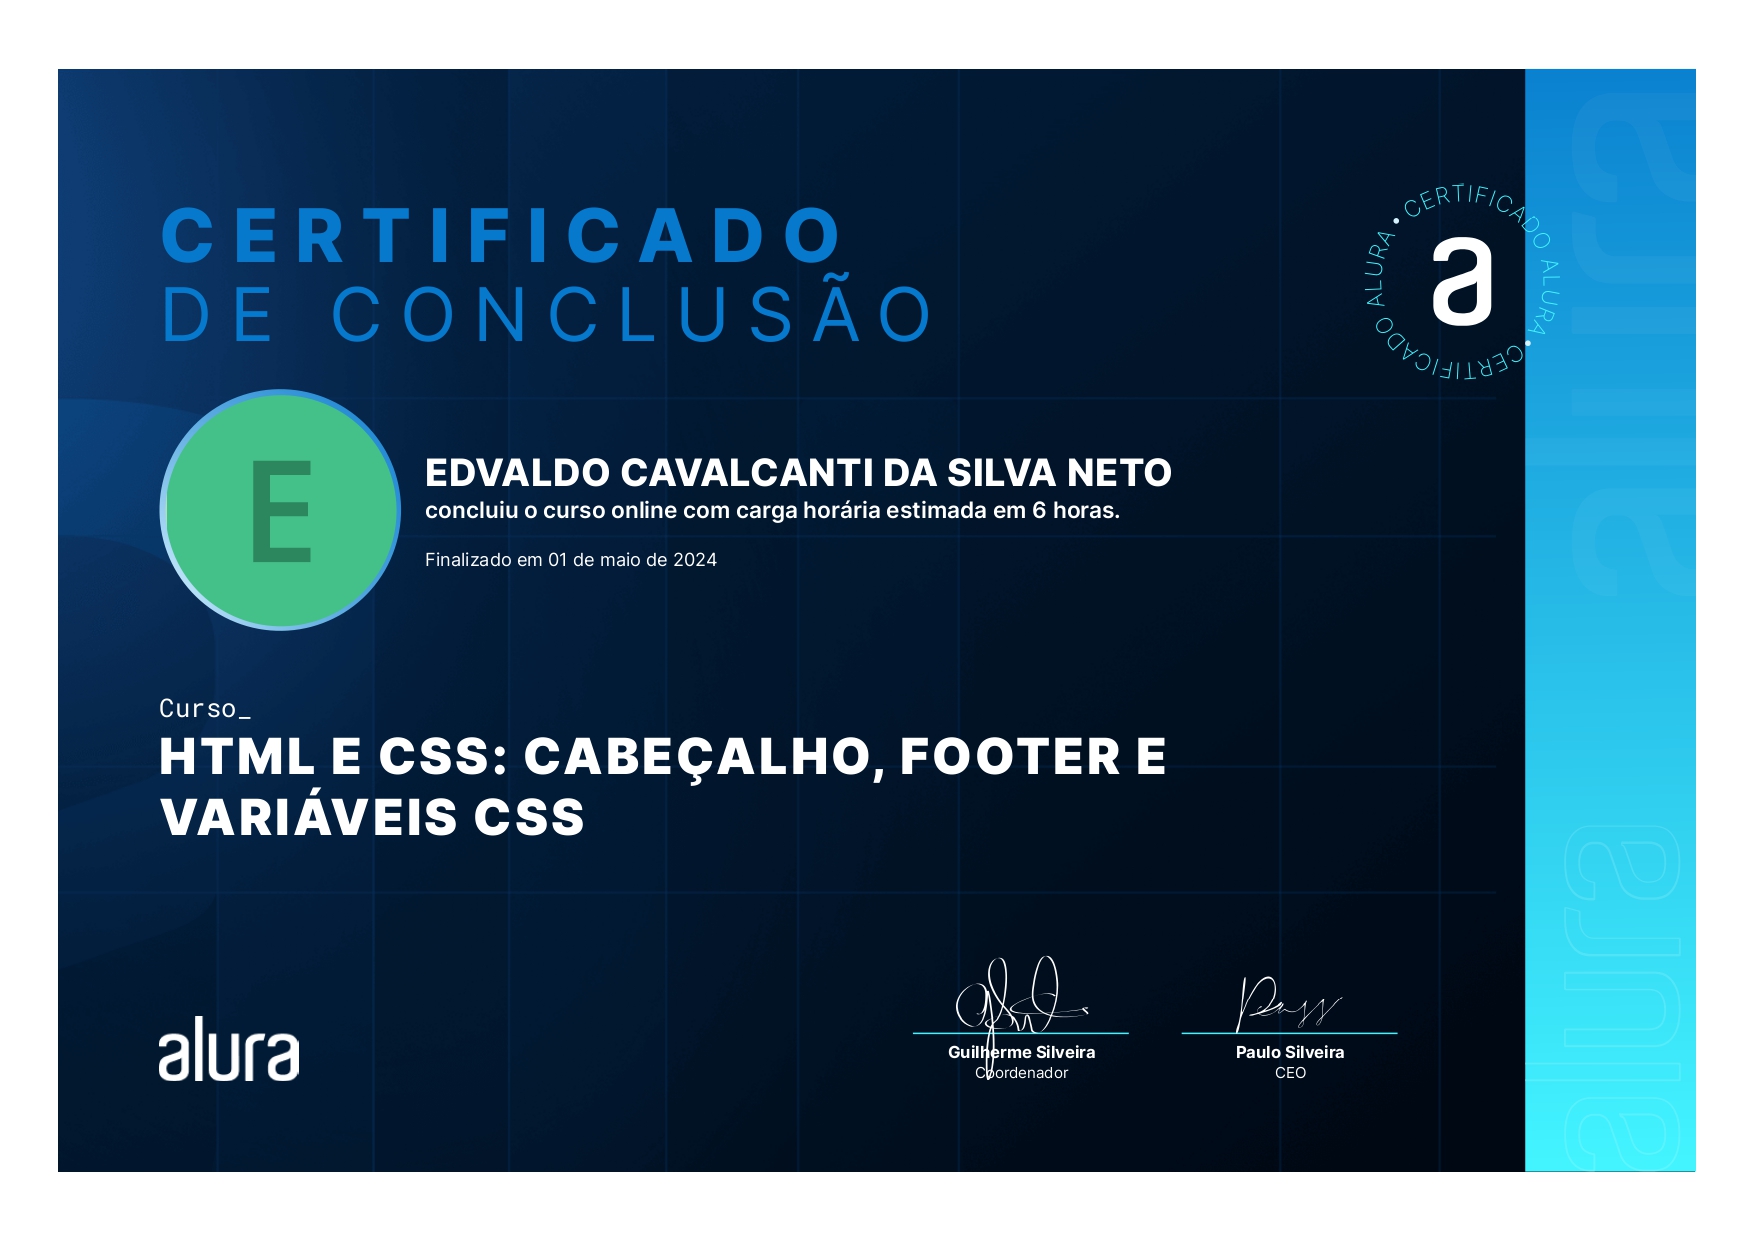 CERTIFICADO
DE CONCLUSÃO
CERTIFICADO ALURA • CERTIFICADO ALURA •
a
E
EDVALDO CAVALCANTI DA SILVA NETO
concluiu o curso online com carga horária estimada em 6 horas.
Finalizado em 01 de maio de 2024
Curso_
HTML E CSS: CABEÇALHO, FOOTER E
VARIÁVEIS CSS
alura
Guilherme Silveira
Coordenador
Paulo Silveira
CEO
alura
alura